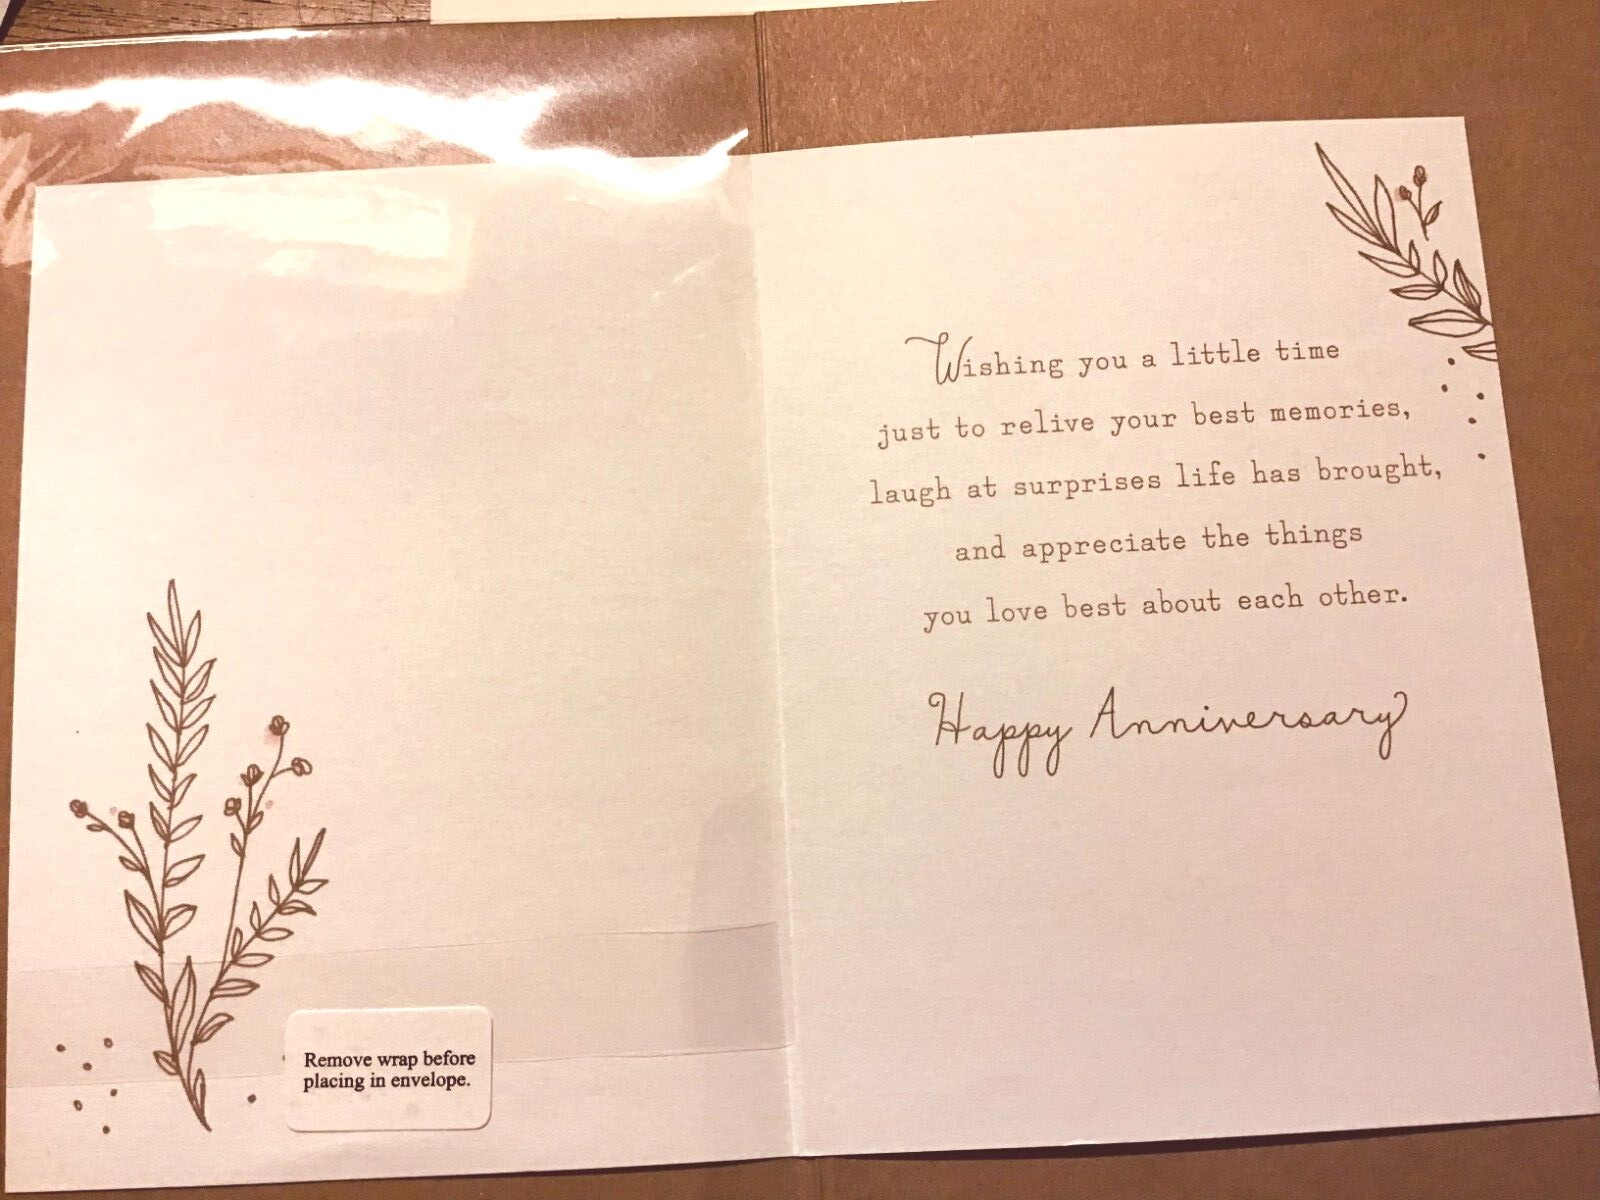 Wishing you a little time
just to relive your best memories,
laugh at surprises life has brought,
and appreciate the things
you love best about each other.
Happy Anniversary
Remove wrap before
placing in envelope.